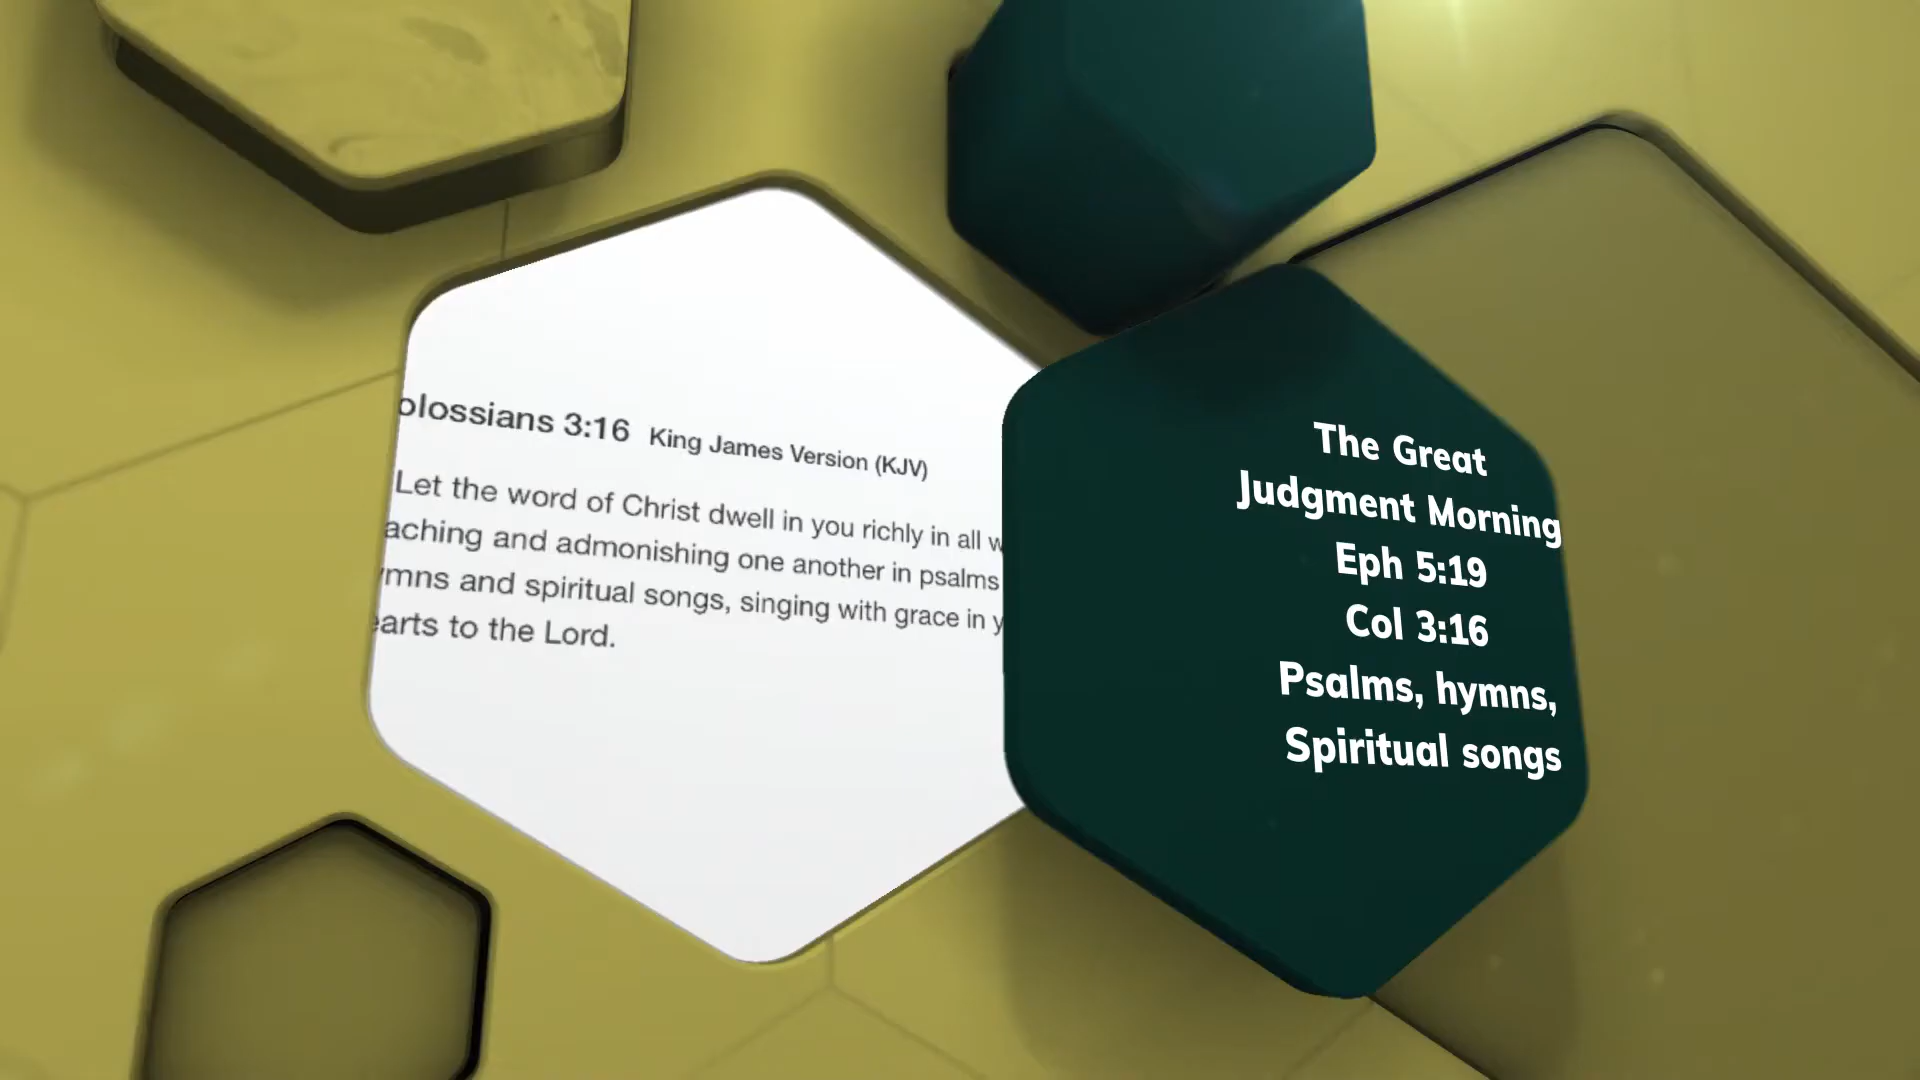 olossians 3:16 King James Version (KJV)
Let the word of Christ dwell in you richly in all
aching and admonishing one another in psalms
mns and spiritual songs, singing with grace in
earts to the Lord.
The Great
Judgment Morning
Eph 5:19
Col 3:16
Psalms, hymns,
Spiritual songs